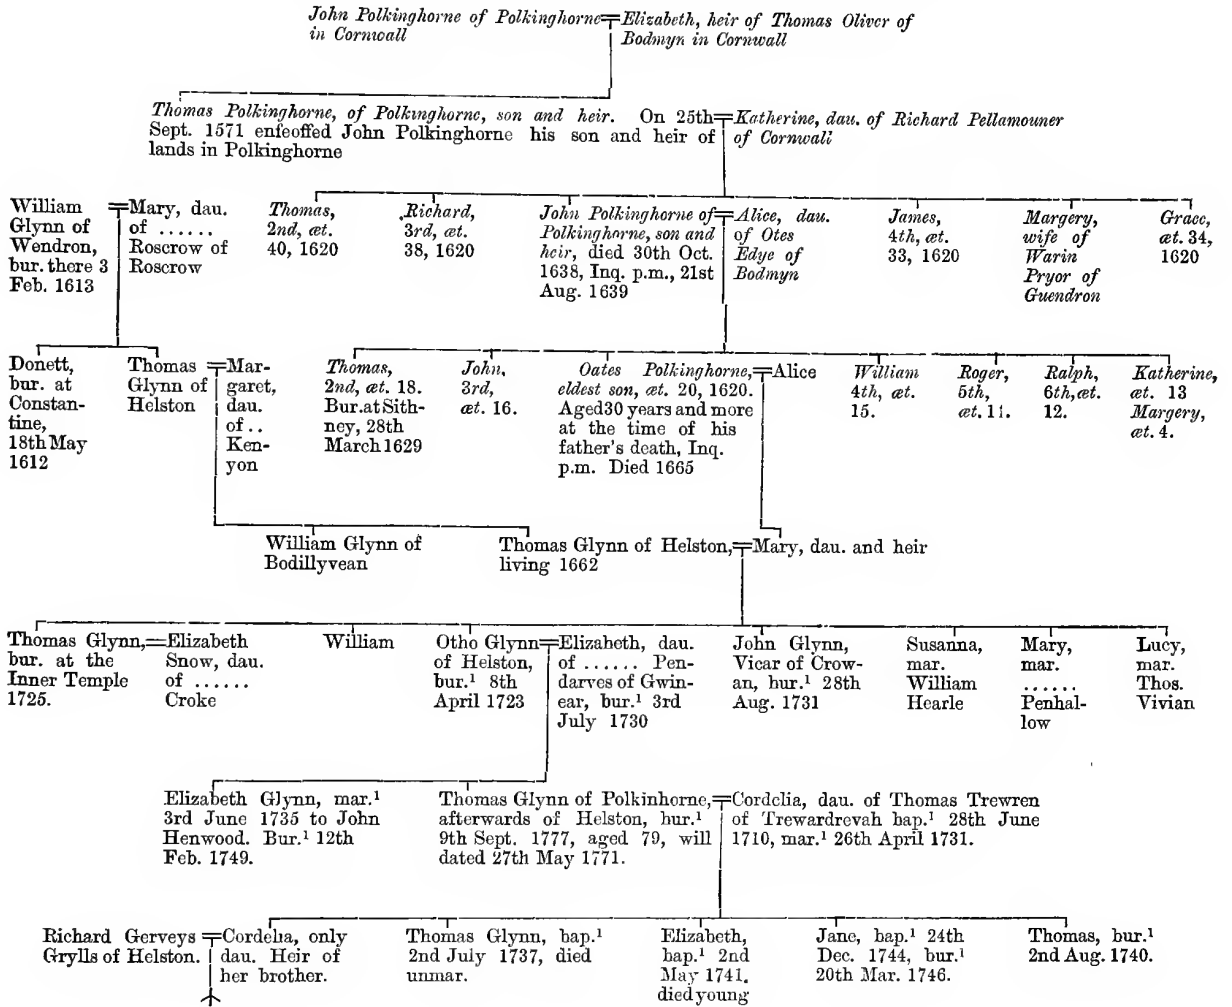 John Polkinghorne of Polkinghorne
in Cornwall
Elizabeth, heir of Thomas Oliver of
Bodmyn in Cornwall
Thomas Polkinghorne, of Polkinghorne, son and heir. On 25th
Sept. 1571 enfeoffed John Polkinghorne his son and heir of
lands in Polkinghorne
Katherine, dau. of Richard Pellamouner
of Cornwall
William
Glynn of
Wendron,
bur. there 3
Feb. 1613
Mary, dau.
of ......
Roscrow of
Roscrow
Thomas,
2nd, æt.
40, 1620
Richard,
3rd, æt.
38, 1620
John Polkinghorne of
Polkinghorne, son and
heir, died 30th Oct.
1638, Inq. p.m., 21st
Aug. 1639
Alice, dau.
of Otes
Edye of
Bodmyn
James,
4th, æt.
33, 1620
Margery,
wife of
Warin
Pryor of
Guendron
Grace,
æt. 34,
1620
Donett,
bur. at
Constan-
tine,
18th May
1612
Thomas
Glynn of
Helston
Mar-
garet,
dau.
of ..
Ken-
yon
Thomas,
2nd, æt. 18.
Bur. at Sith-
ney, 28th
March 1629
John,
3rd,
æt. 16.
Oates Polkinghorne,
eldest son, æt. 20, 1620.
Aged 30 years and more
at the time of his
father's death, Inq.
p.m. Died 1665
Alice
William
4th, æt.
15.
Roger,
5th,
æt. 11.
Ralph,
6th, æt.
12.
Katherine,
æt. 13
Margery,
æt. 4.
William Glynn of
Bodillyvean
Thomas Glynn of Helston,
living 1662
Mary, dau. and heir
Thomas Glynn,
bur. at the
Inner Temple
1725.
Elizabeth
Snow, dau.
of ......
Croke
William
Otho Glynn
of Helston,
bur.¹ 8th
April 1723
Elizabeth, dau.
of ...... Pen-
darves of Gwin-
ear, bur.¹ 3rd
July 1730
John Glynn,
Vicar of Crow-
an, bur.¹ 28th
Aug. 1731
Susanna,
mar.
William
Hearle
Mary,
mar.
......
Penhal-
low
Lucy,
mar.
Thos.
Vivian
Elizabeth Glynn, mar.¹
3rd June 1735 to John
Henwood. Bur.¹ 12th
Feb. 1749.
Thomas Glynn of Polkinhorne,
afterwards of Helston, bur.¹
9th Sept. 1777, aged 79, will
dated 27th May 1771.
Cordelia, dau. of Thomas Trewren
of Trewardrevah bap.¹ 28th June
1710, mar.¹ 26th April 1731.
Richard Gerveys
Grylls of Helston.
Cordelia, only
dau. Heir of
her brother.
Thomas Glynn, bap.¹
2nd July 1737, died
unmar.
Elizabeth,
bap.¹ 2nd
May 1741.
died young
Jane, bap.¹ 24th
Dec. 1744, bur.¹
20th Mar. 1746.
Thomas, bur.¹
2nd Aug. 1740.